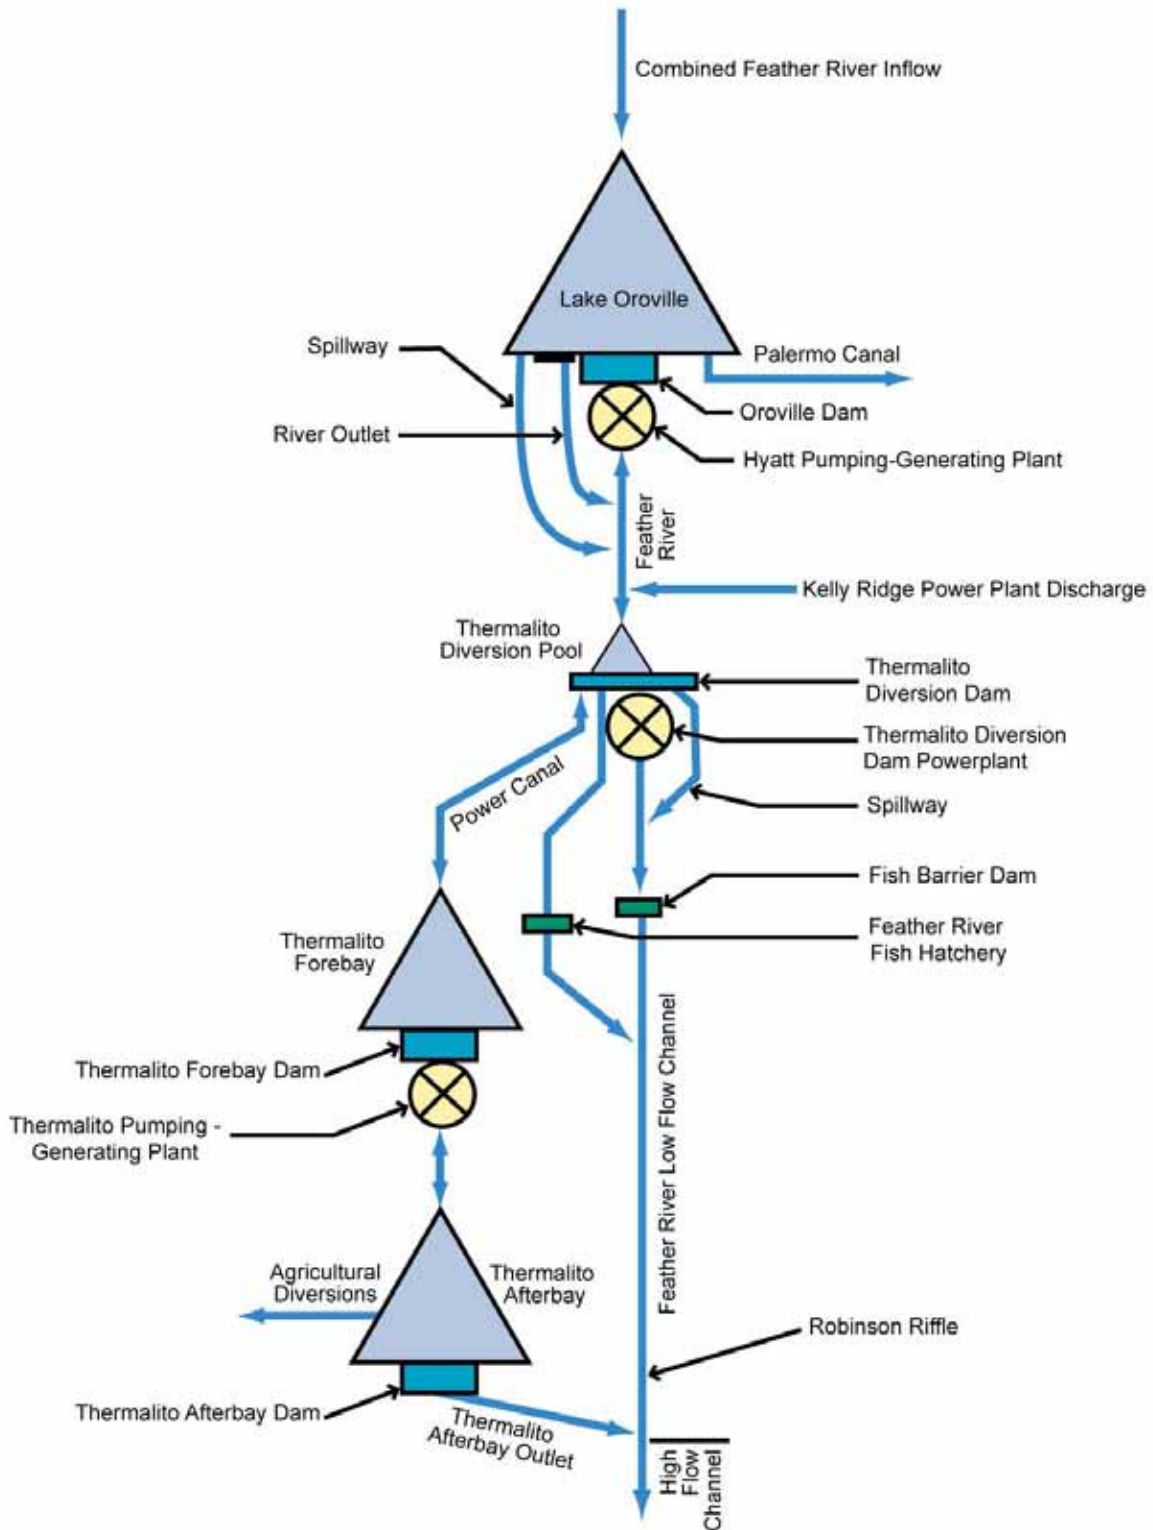 Combined Feather River Inflow
Lake Oroville
Spillway
Palermo Canal
River Outlet
Oroville Dam
Hyatt Pumping-Generating Plant
Feather
River
Kelly Ridge Power Plant Discharge
Thermalito
Diversion Pool
Thermalito
Diversion Dam
Thermalito Diversion
Dam Powerplant
Power Canal
Spillway
Fish Barrier Dam
Feather River
Fish Hatchery
Thermalito
Forebay
Thermalito Forebay Dam
Thermalito Pumping -
Generating Plant
Feather River Low Flow Channel
Agricultural
Diversions
Thermalito
Afterbay
Robinson Riffle
Thermalito Afterbay Dam
Thermalito
Afterbay Outlet
High
Flow
Channel